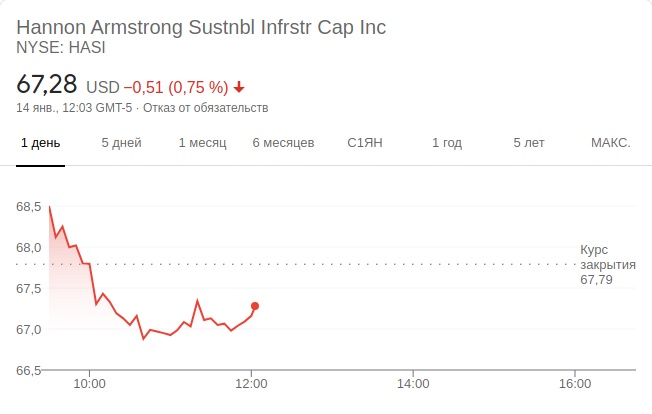 Hannon Armstrong Sustnbl Infrstr Cap Inc
NYSE: HASI
67,28 USD −0,51 (0,75 %)
14 янв., 12:03 GMT-5 · Отказ от обязательств
1 день 5 дней 1 месяц 6 месяцев С1ЯН 1 год 5 лет МАКС.
68,5
68,0
Курс
закрытия
67,79
67,5
67,0
66,5
10:00 12:00 14:00 16:00